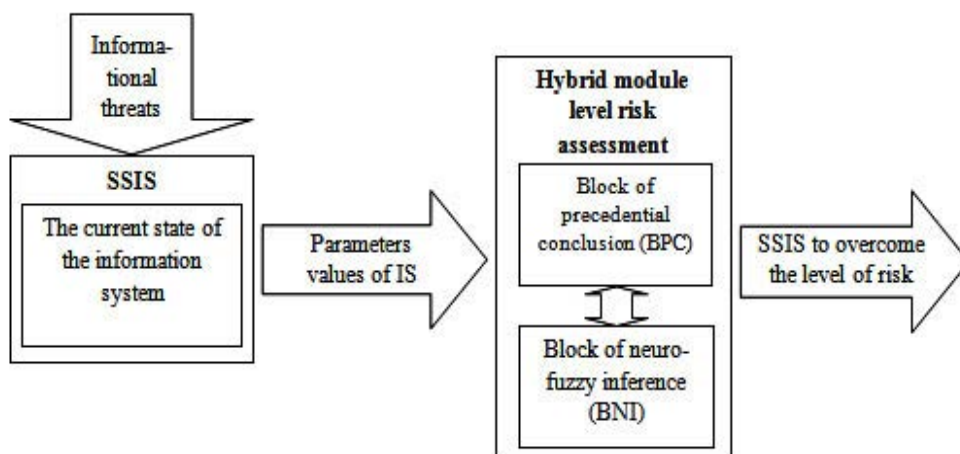 Informa-
tional
threats
SSIS
The current state of
the information
system
Parameters
values of IS
Hybrid module
level risk
assessment
Block of
precedential
conclusion (BPC)
Block of neuro-
fuzzy inference
(BNI)
SSIS to overcome
the level of risk